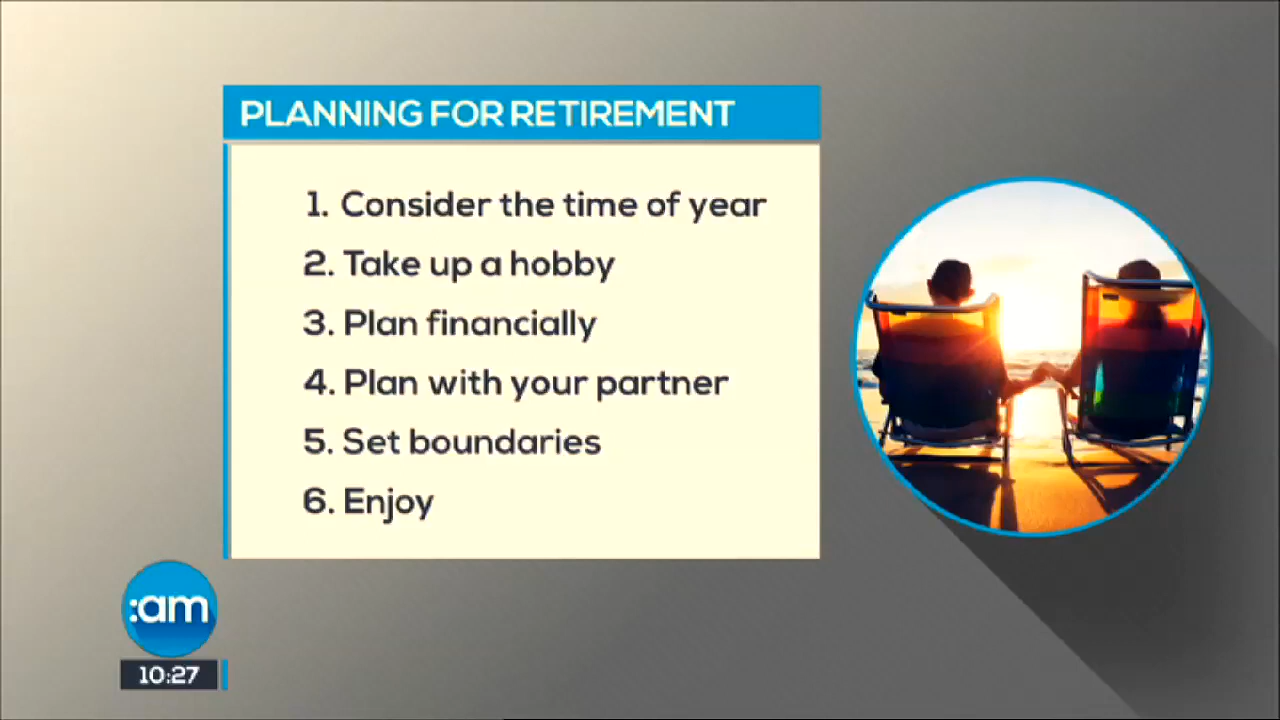 PLANNING FOR RETIREMENT
1. Consider the time of year
2. Take up a hobby
3. Plan financially
4. Plan with your partner
5. Set boundaries
6. Enjoy
:am
10:27